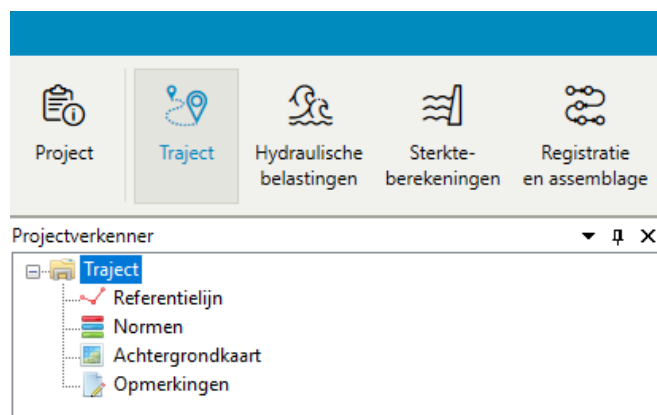 Project
Traject
Hydraulische
belastingen
Sterkte-
berekeningen
Registratie
en assemblage
Projectverkenner
Traject
Referentielijn
Normen
Achtergrondkaart
Opmerkingen